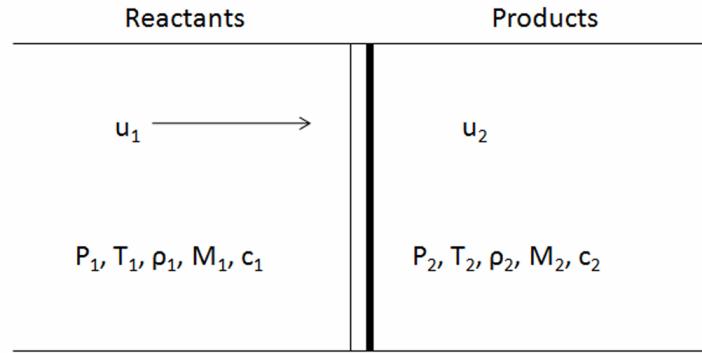 Reactants
Products
u₁
u₂
P₁, T₁, ρ₁, M₁, c₁
P₂, T₂, ρ₂, M₂, c₂